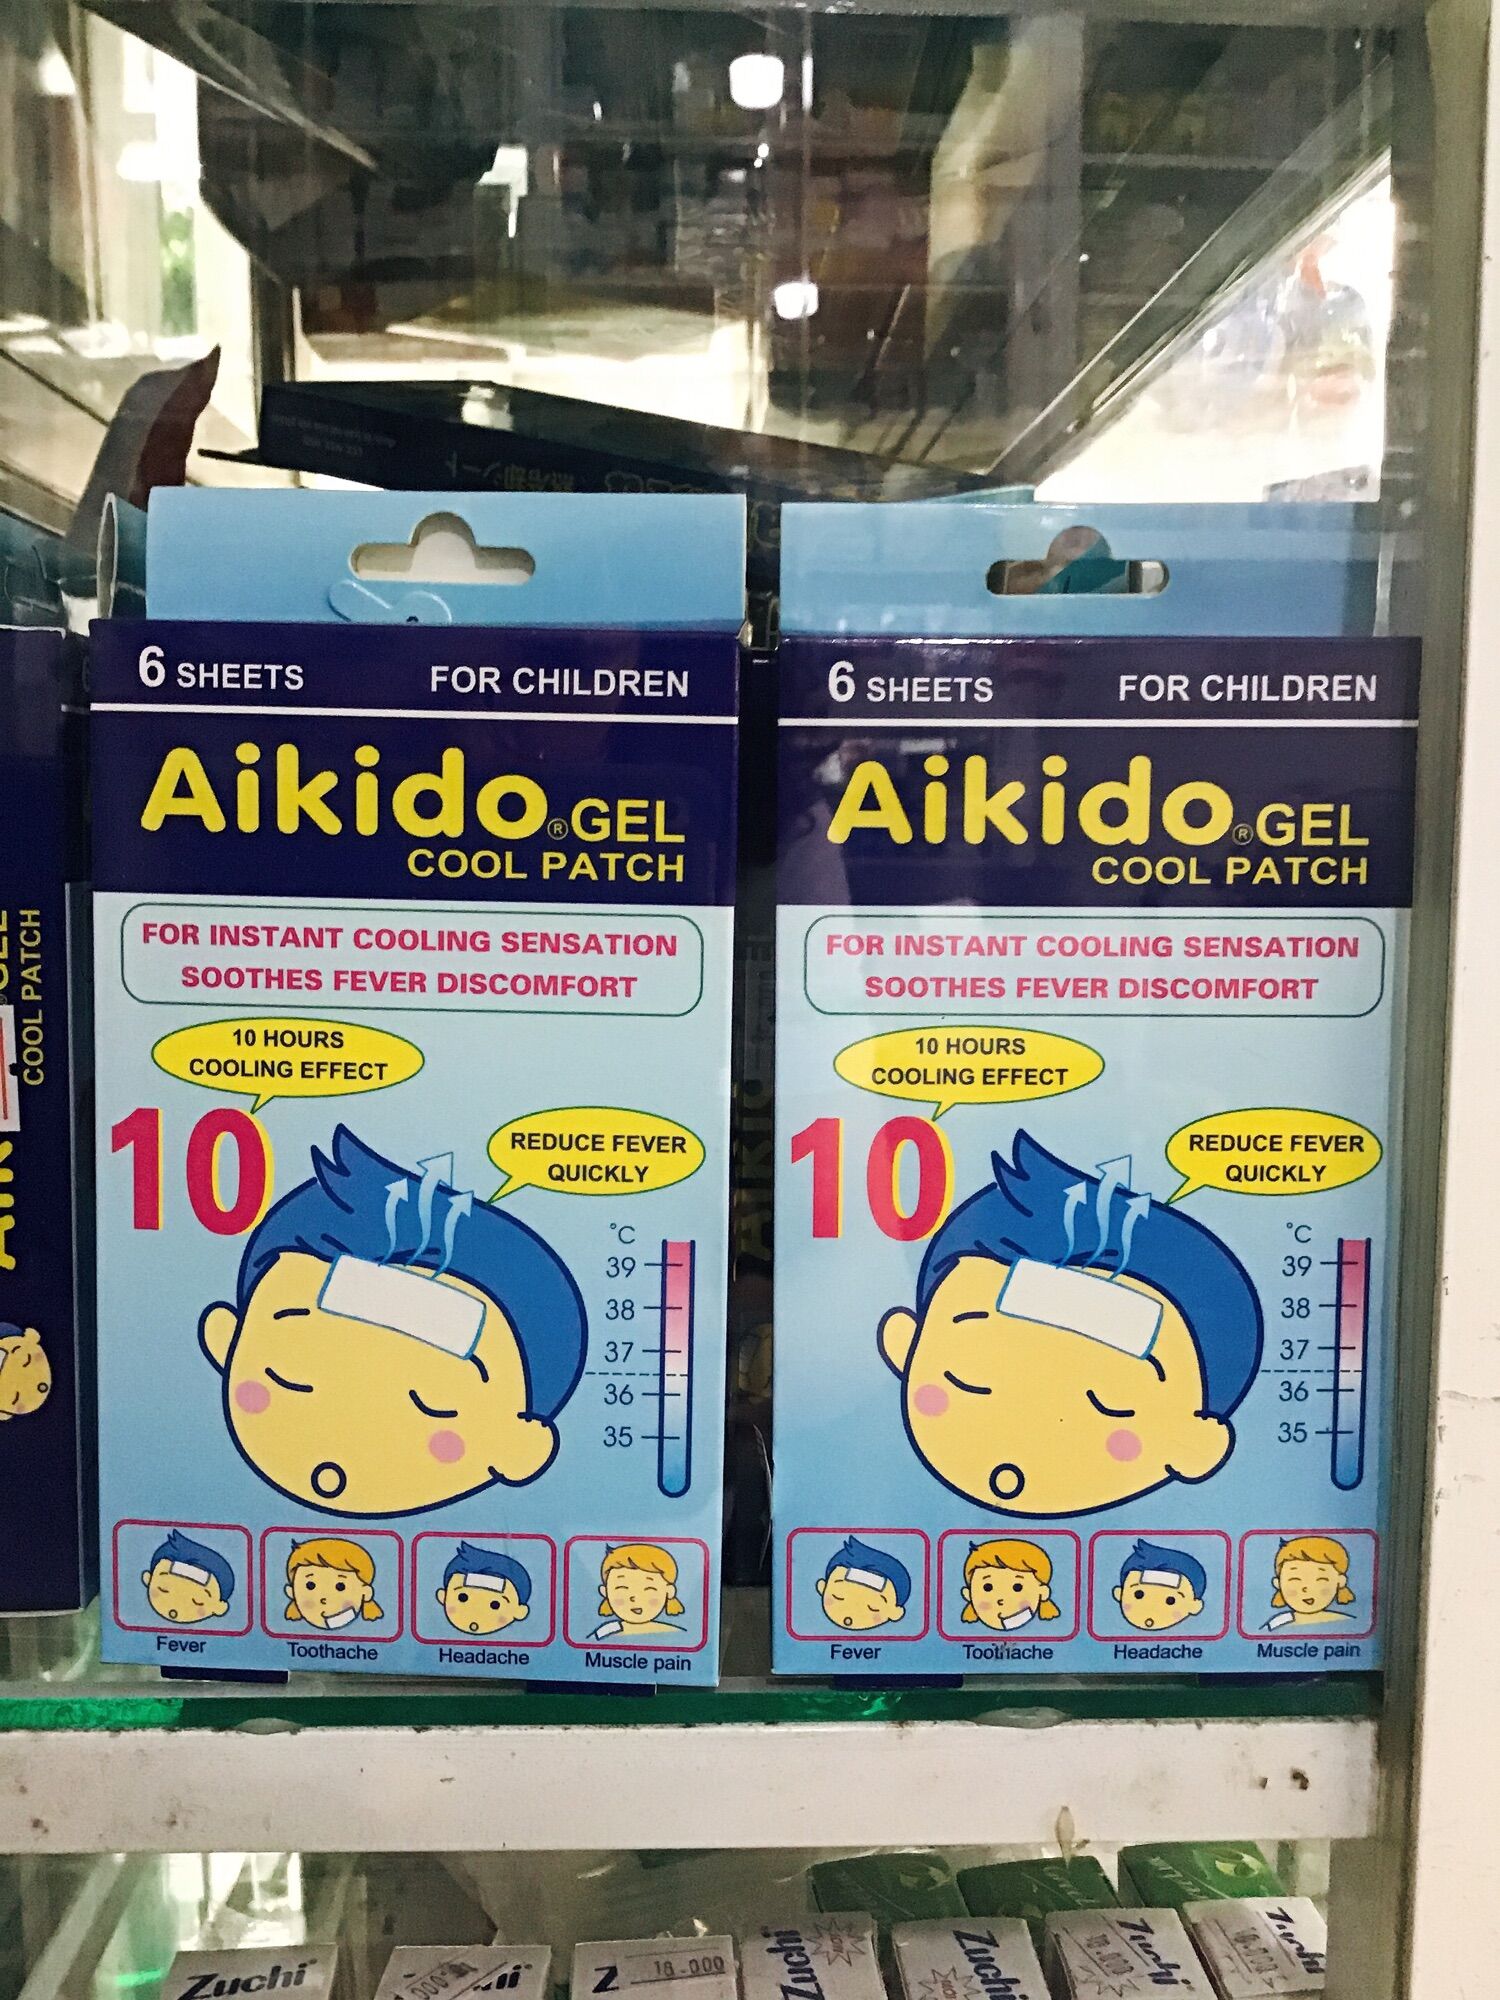 6 SHEETS FOR CHILDREN
Aikido® GEL
COOL PATCH
FOR INSTANT COOLING SENSATION
SOOTHES FEVER DISCOMFORT
10 HOURS
COOLING EFFECT
10
REDUCE FEVER
QUICKLY
°C
39
38
37
36
35
Fever
Toothache
Headache
Muscle pain
6 SHEETS FOR CHILDREN
Aikido® GEL
COOL PATCH
FOR INSTANT COOLING SENSATION
SOOTHES FEVER DISCOMFORT
10 HOURS
COOLING EFFECT
10
REDUCE FEVER
QUICKLY
°C
39
38
37
36
35
Fever
Toothache
Headache
Muscle pain
COOL PATCH
Zuchi
Z 18.000
Zuchi
Zuchi
Zuchi